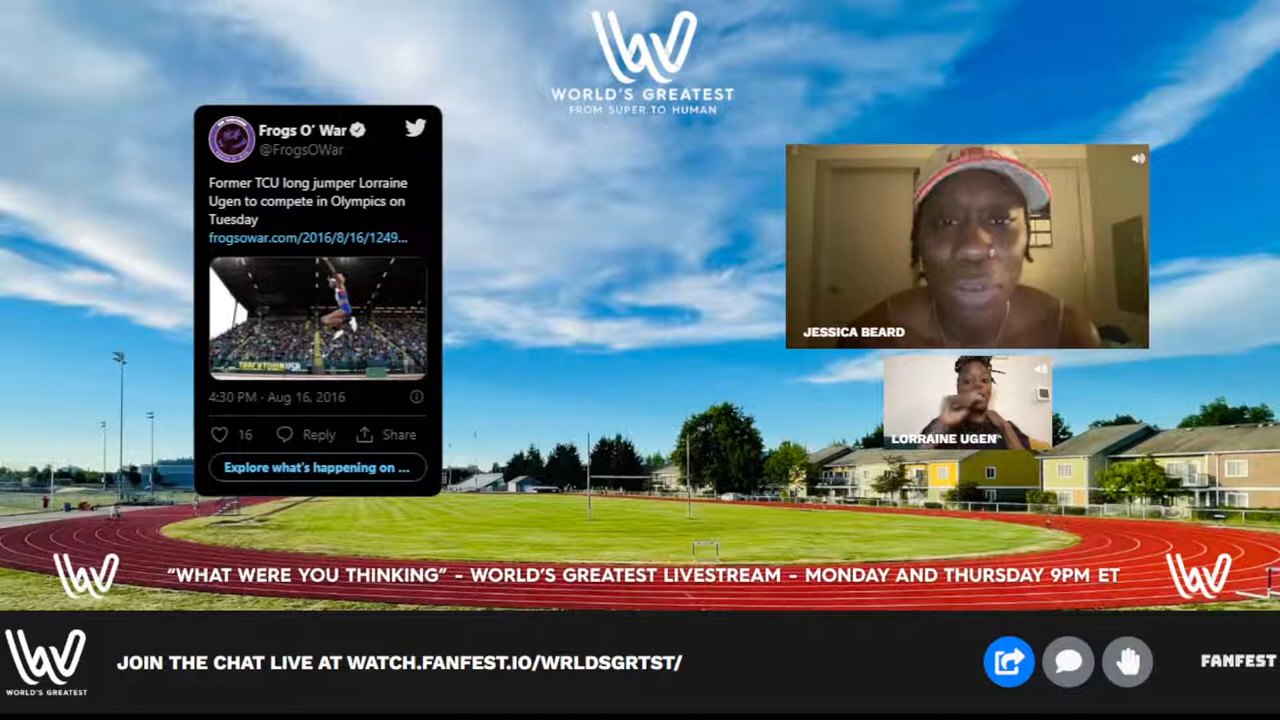 WORLD'S GREATEST
FROM SUPER TO HUMAN
Frogs O' War
@FrogsOWar
Former TCU long jumper Lorraine
Ugen to compete in Olympics on
Tuesday
frogsowar.com/2016/8/16/1249...
TRACKTOWN USA
4:30 PM · Aug 16, 2016
16 Reply Share
Explore what's happening on ...
JESSICA BEARD
LORRAINE UGEN
"WHAT WERE YOU THINKING" - WORLD'S GREATEST LIVESTREAM - MONDAY AND THURSDAY 9PM ET
WORLD'S GREATEST
JOIN THE CHAT LIVE AT WATCH.FANFEST.IO/WRLDSGRTST/
FANFEST